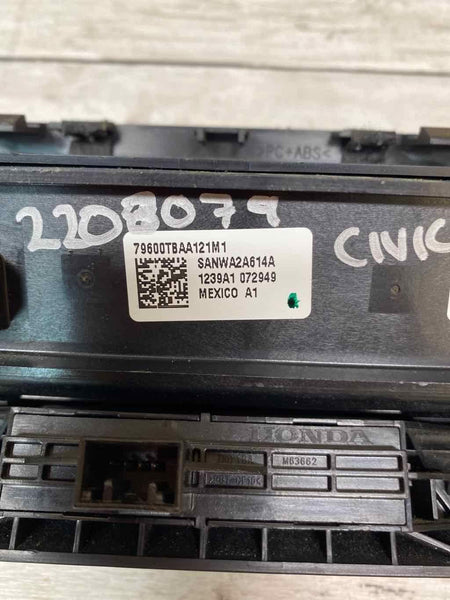 >PC+ABS<
2208079
CIVIC
79600TBAA121M1
SANWA2A614A
1239A1 072949
MEXICO A1
HONDA
M63662